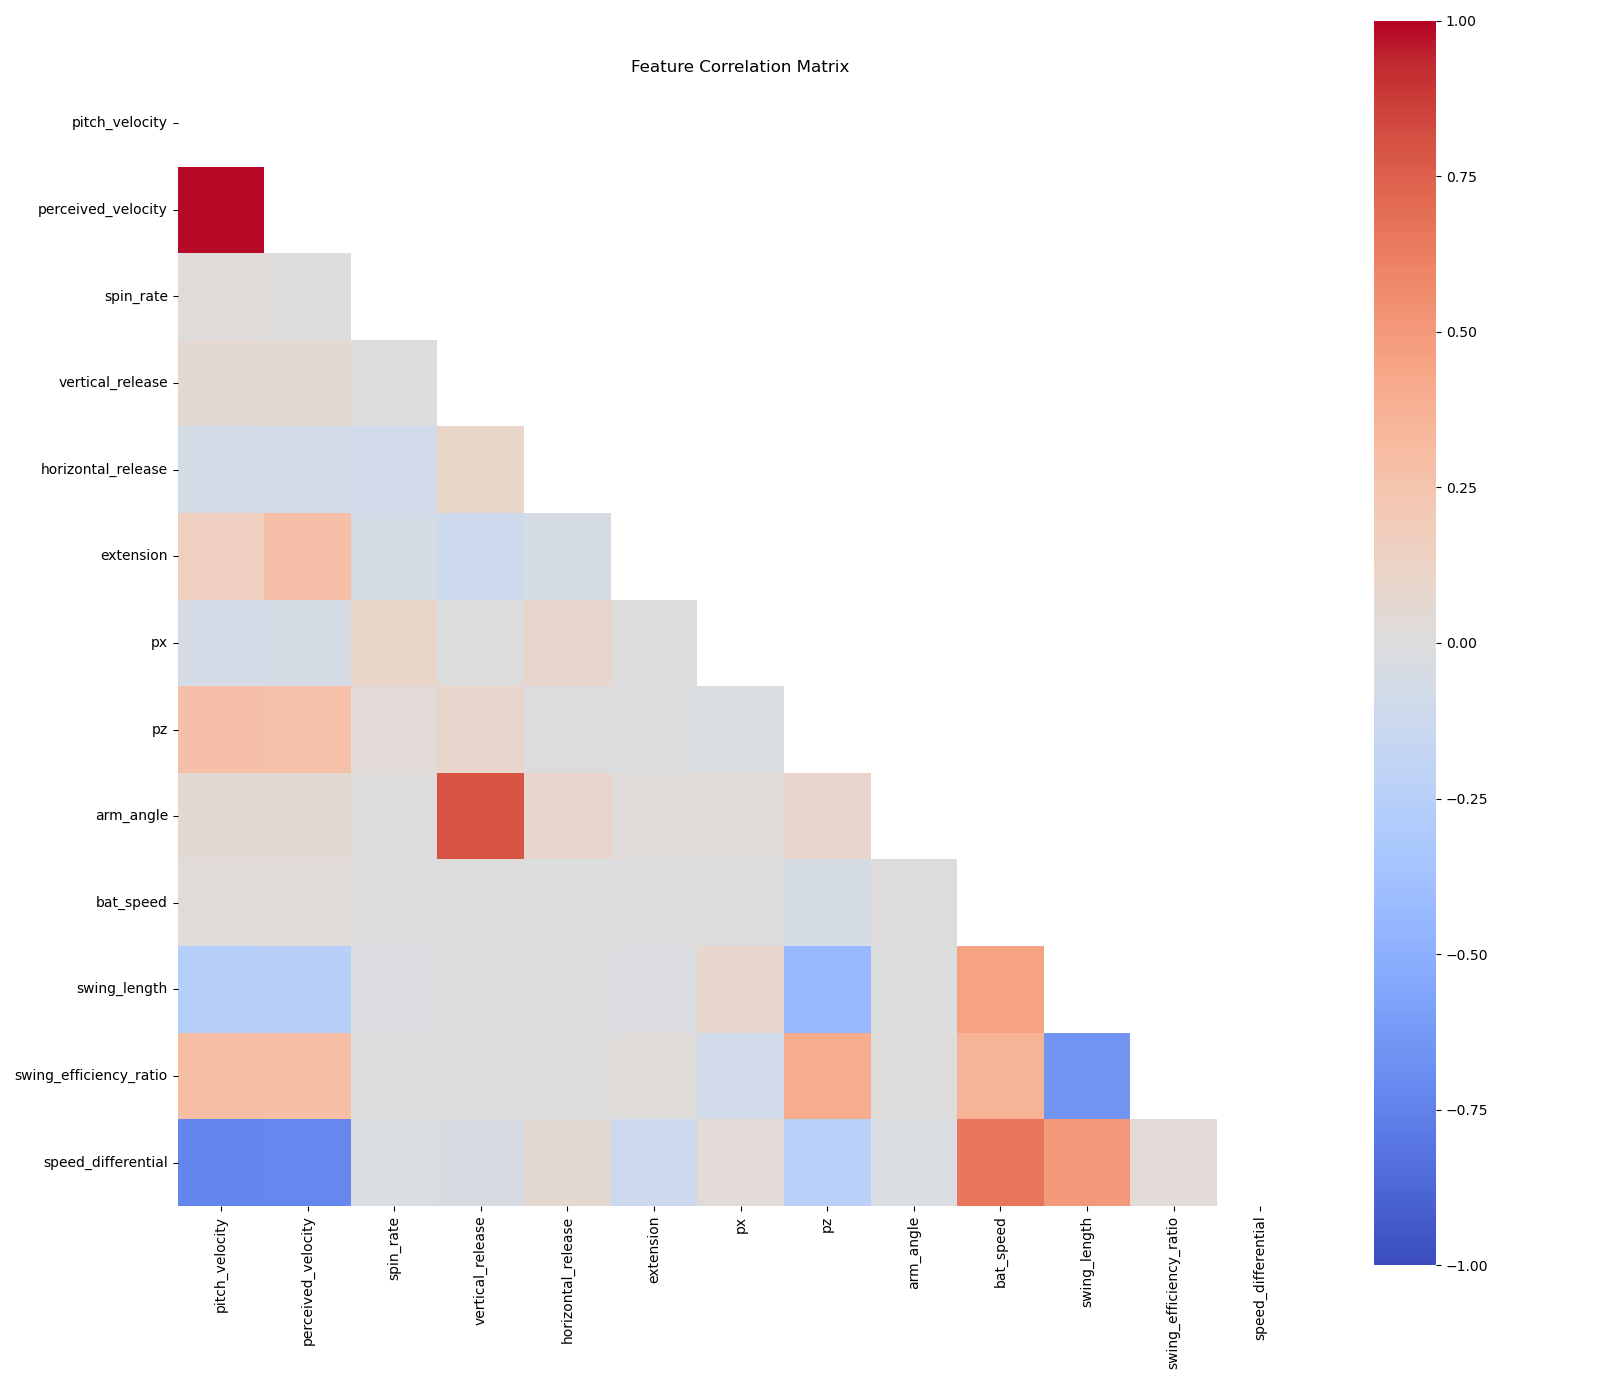 Feature Correlation Matrix
pitch_velocity
perceived_velocity
spin_rate
vertical_release
horizontal_release
extension
px
pz
arm_angle
bat_speed
swing_length
swing_efficiency_ratio
speed_differential
pitch_velocity
perceived_velocity
spin_rate
vertical_release
horizontal_release
extension
px
pz
arm_angle
bat_speed
swing_length
swing_efficiency_ratio
speed_differential
1.00
0.75
0.50
0.25
0.00
−0.25
−0.50
−0.75
−1.00